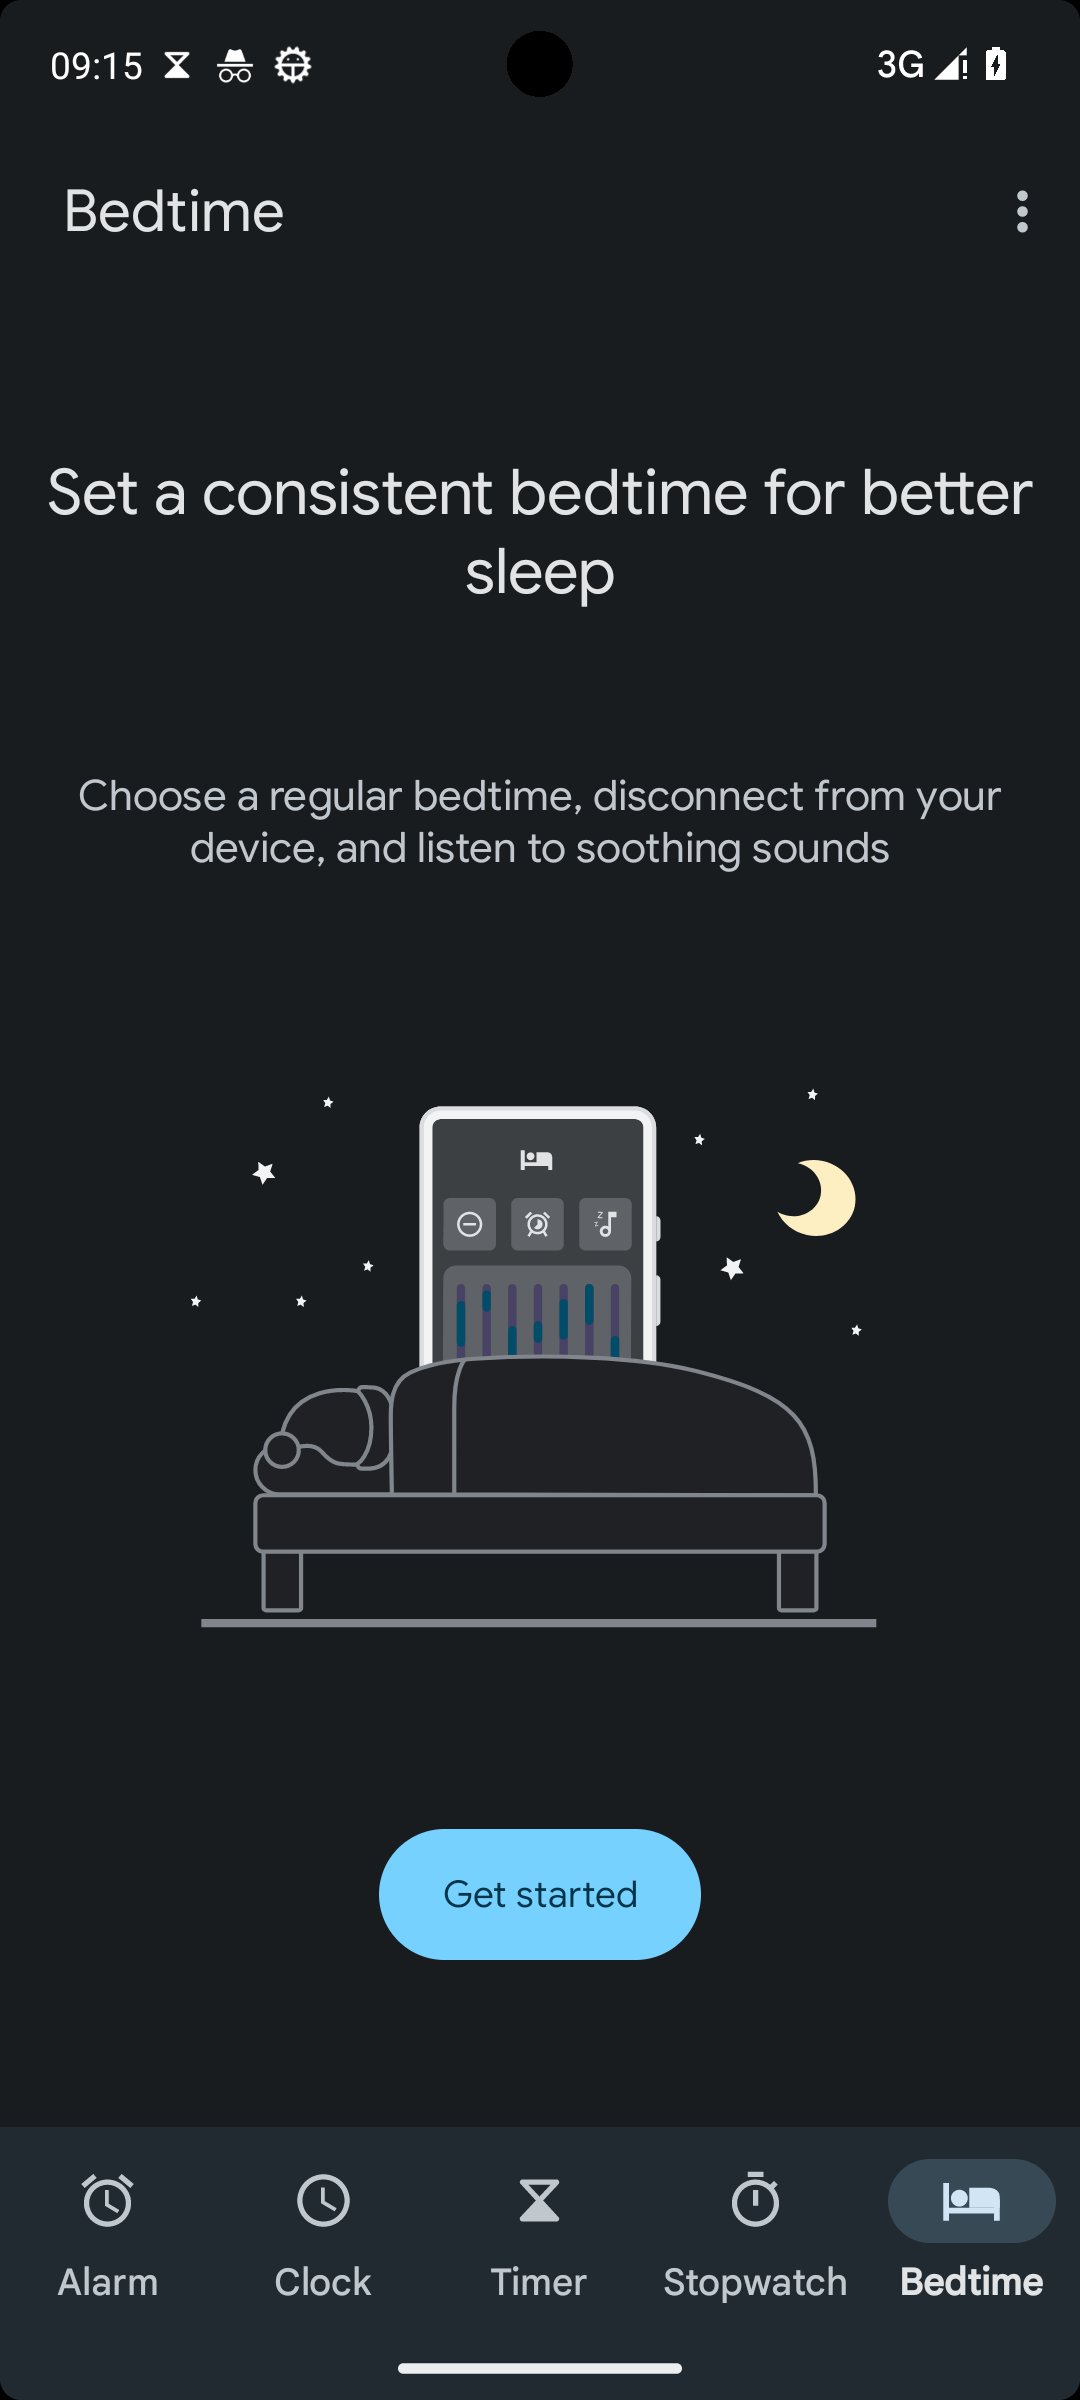 09:15
3G
Bedtime
Set a consistent bedtime for better
sleep
Choose a regular bedtime, disconnect from your
device, and listen to soothing sounds
Get started
Alarm
Clock
Timer
Stopwatch
Bedtime